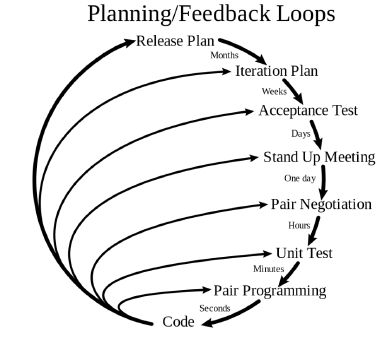 Planning/Feedback Loops
Release Plan
Months
Iteration Plan
Weeks
Acceptance Test
Days
Stand Up Meeting
One day
Pair Negotiation
Hours
Unit Test
Minutes
Pair Programming
Seconds
Code